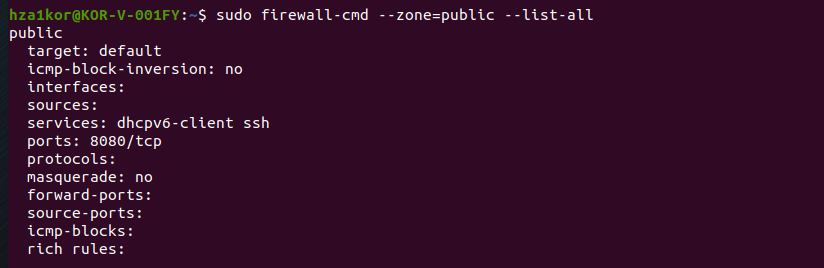 hza1kor@KOR-V-001FY:~$ sudo firewall-cmd --zone=public --list-all
public
  target: default
  icmp-block-inversion: no
  interfaces:
  sources:
  services: dhcpv6-client ssh
  ports: 8080/tcp
  protocols:
  masquerade: no
  forward-ports:
  source-ports:
  icmp-blocks:
  rich rules: